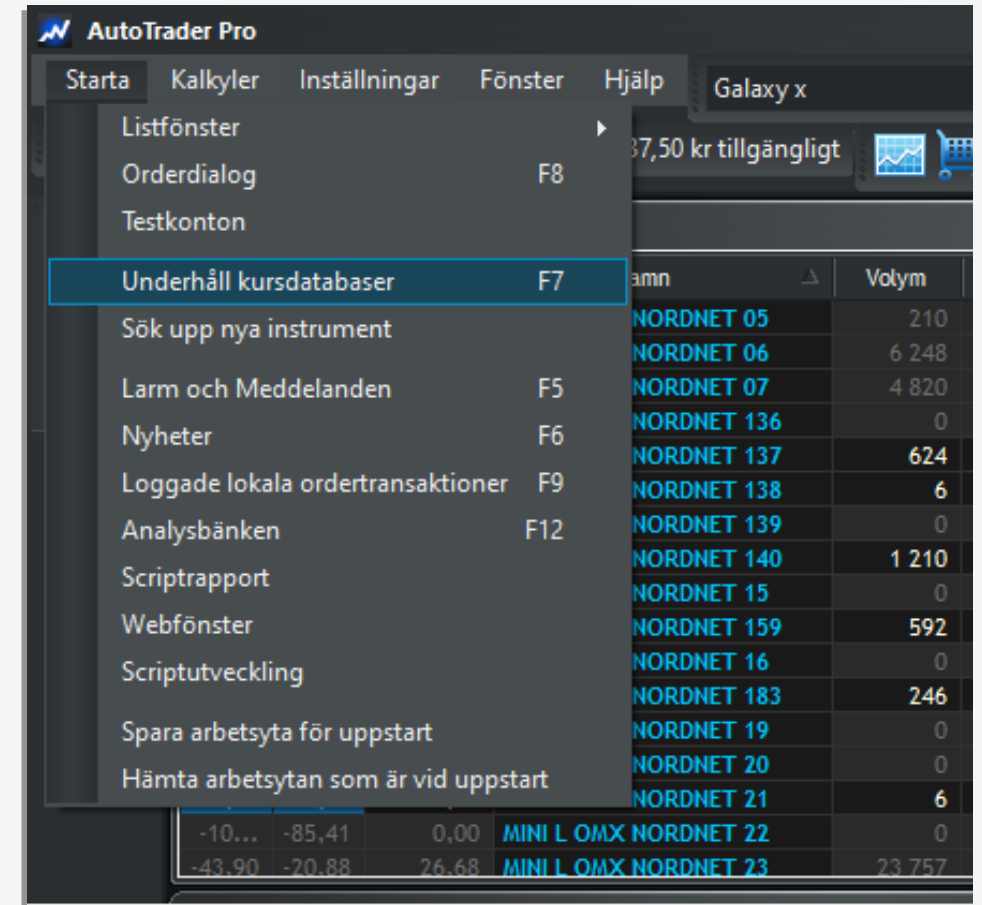 AutoTrader Pro
Starta Kalkyler Inställningar Fönster Hjälp Galaxy x
Listfönster
37,50 kr tillgängligt
Orderdialog F8
Testkonton
Underhåll kursdatabaser F7
amn Volym
Sök upp nya instrument
NORDNET 05 210
NORDNET 06 6 248
Larm och Meddelanden F5
NORDNET 07 4 820
NORDNET 136 0
Nyheter F6
NORDNET 137 624
Loggade lokala ordertransaktioner F9
NORDNET 138 6
Analysbänken F12
NORDNET 139 0
NORDNET 140 1 210
Scriptrapport
NORDNET 15 0
Webfönster
NORDNET 159 592
Scriptutveckling
NORDNET 16 0
NORDNET 183 246
Spara arbetsyta för uppstart
NORDNET 19 0
NORDNET 20 0
Hämta arbetsytan som är vid uppstart
NORDNET 21 6
-10... -85,41 0,00 MINI L OMX NORDNET 22 0
-43,90 -20,88 26,68 MINI L OMX NORDNET 23 23 757